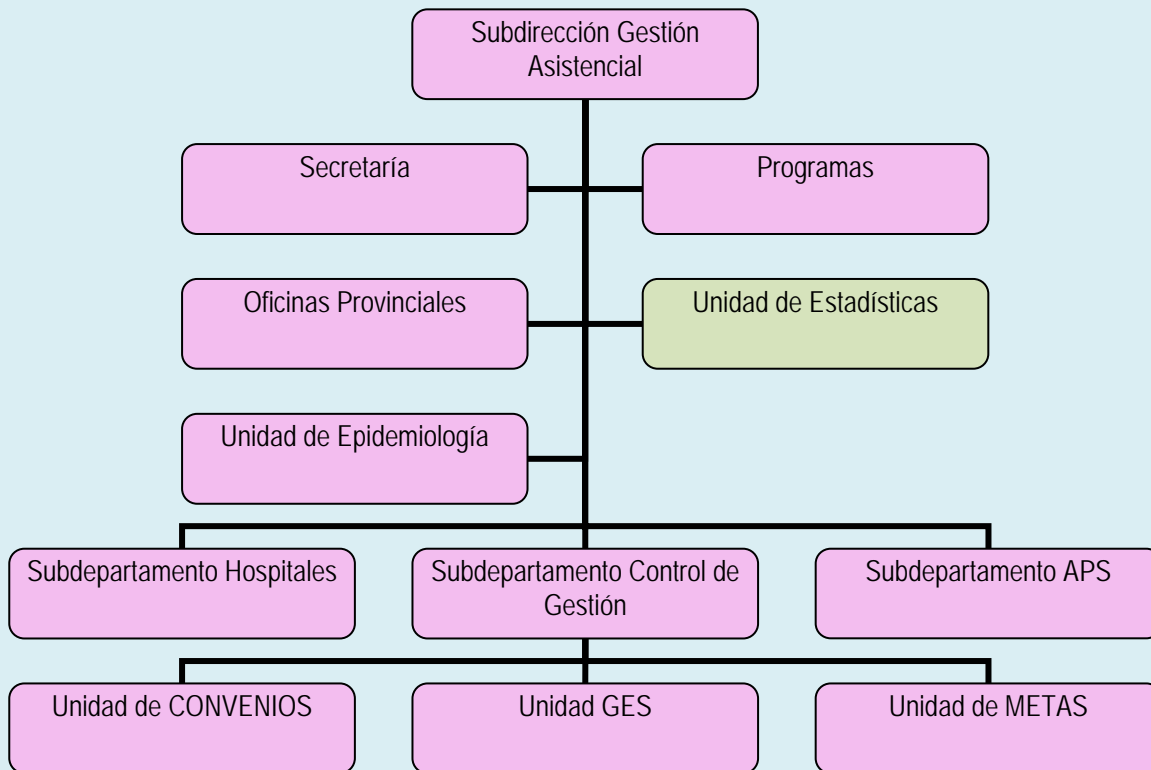 Subdirección Gestión
Asistencial
Secretaría
Programas
Oficinas Provinciales
Unidad de Estadísticas
Unidad de Epidemiología
Subdepartamento Hospitales
Subdepartamento Control de
Gestión
Subdepartamento APS
Unidad de CONVENIOS
Unidad GES
Unidad de METAS